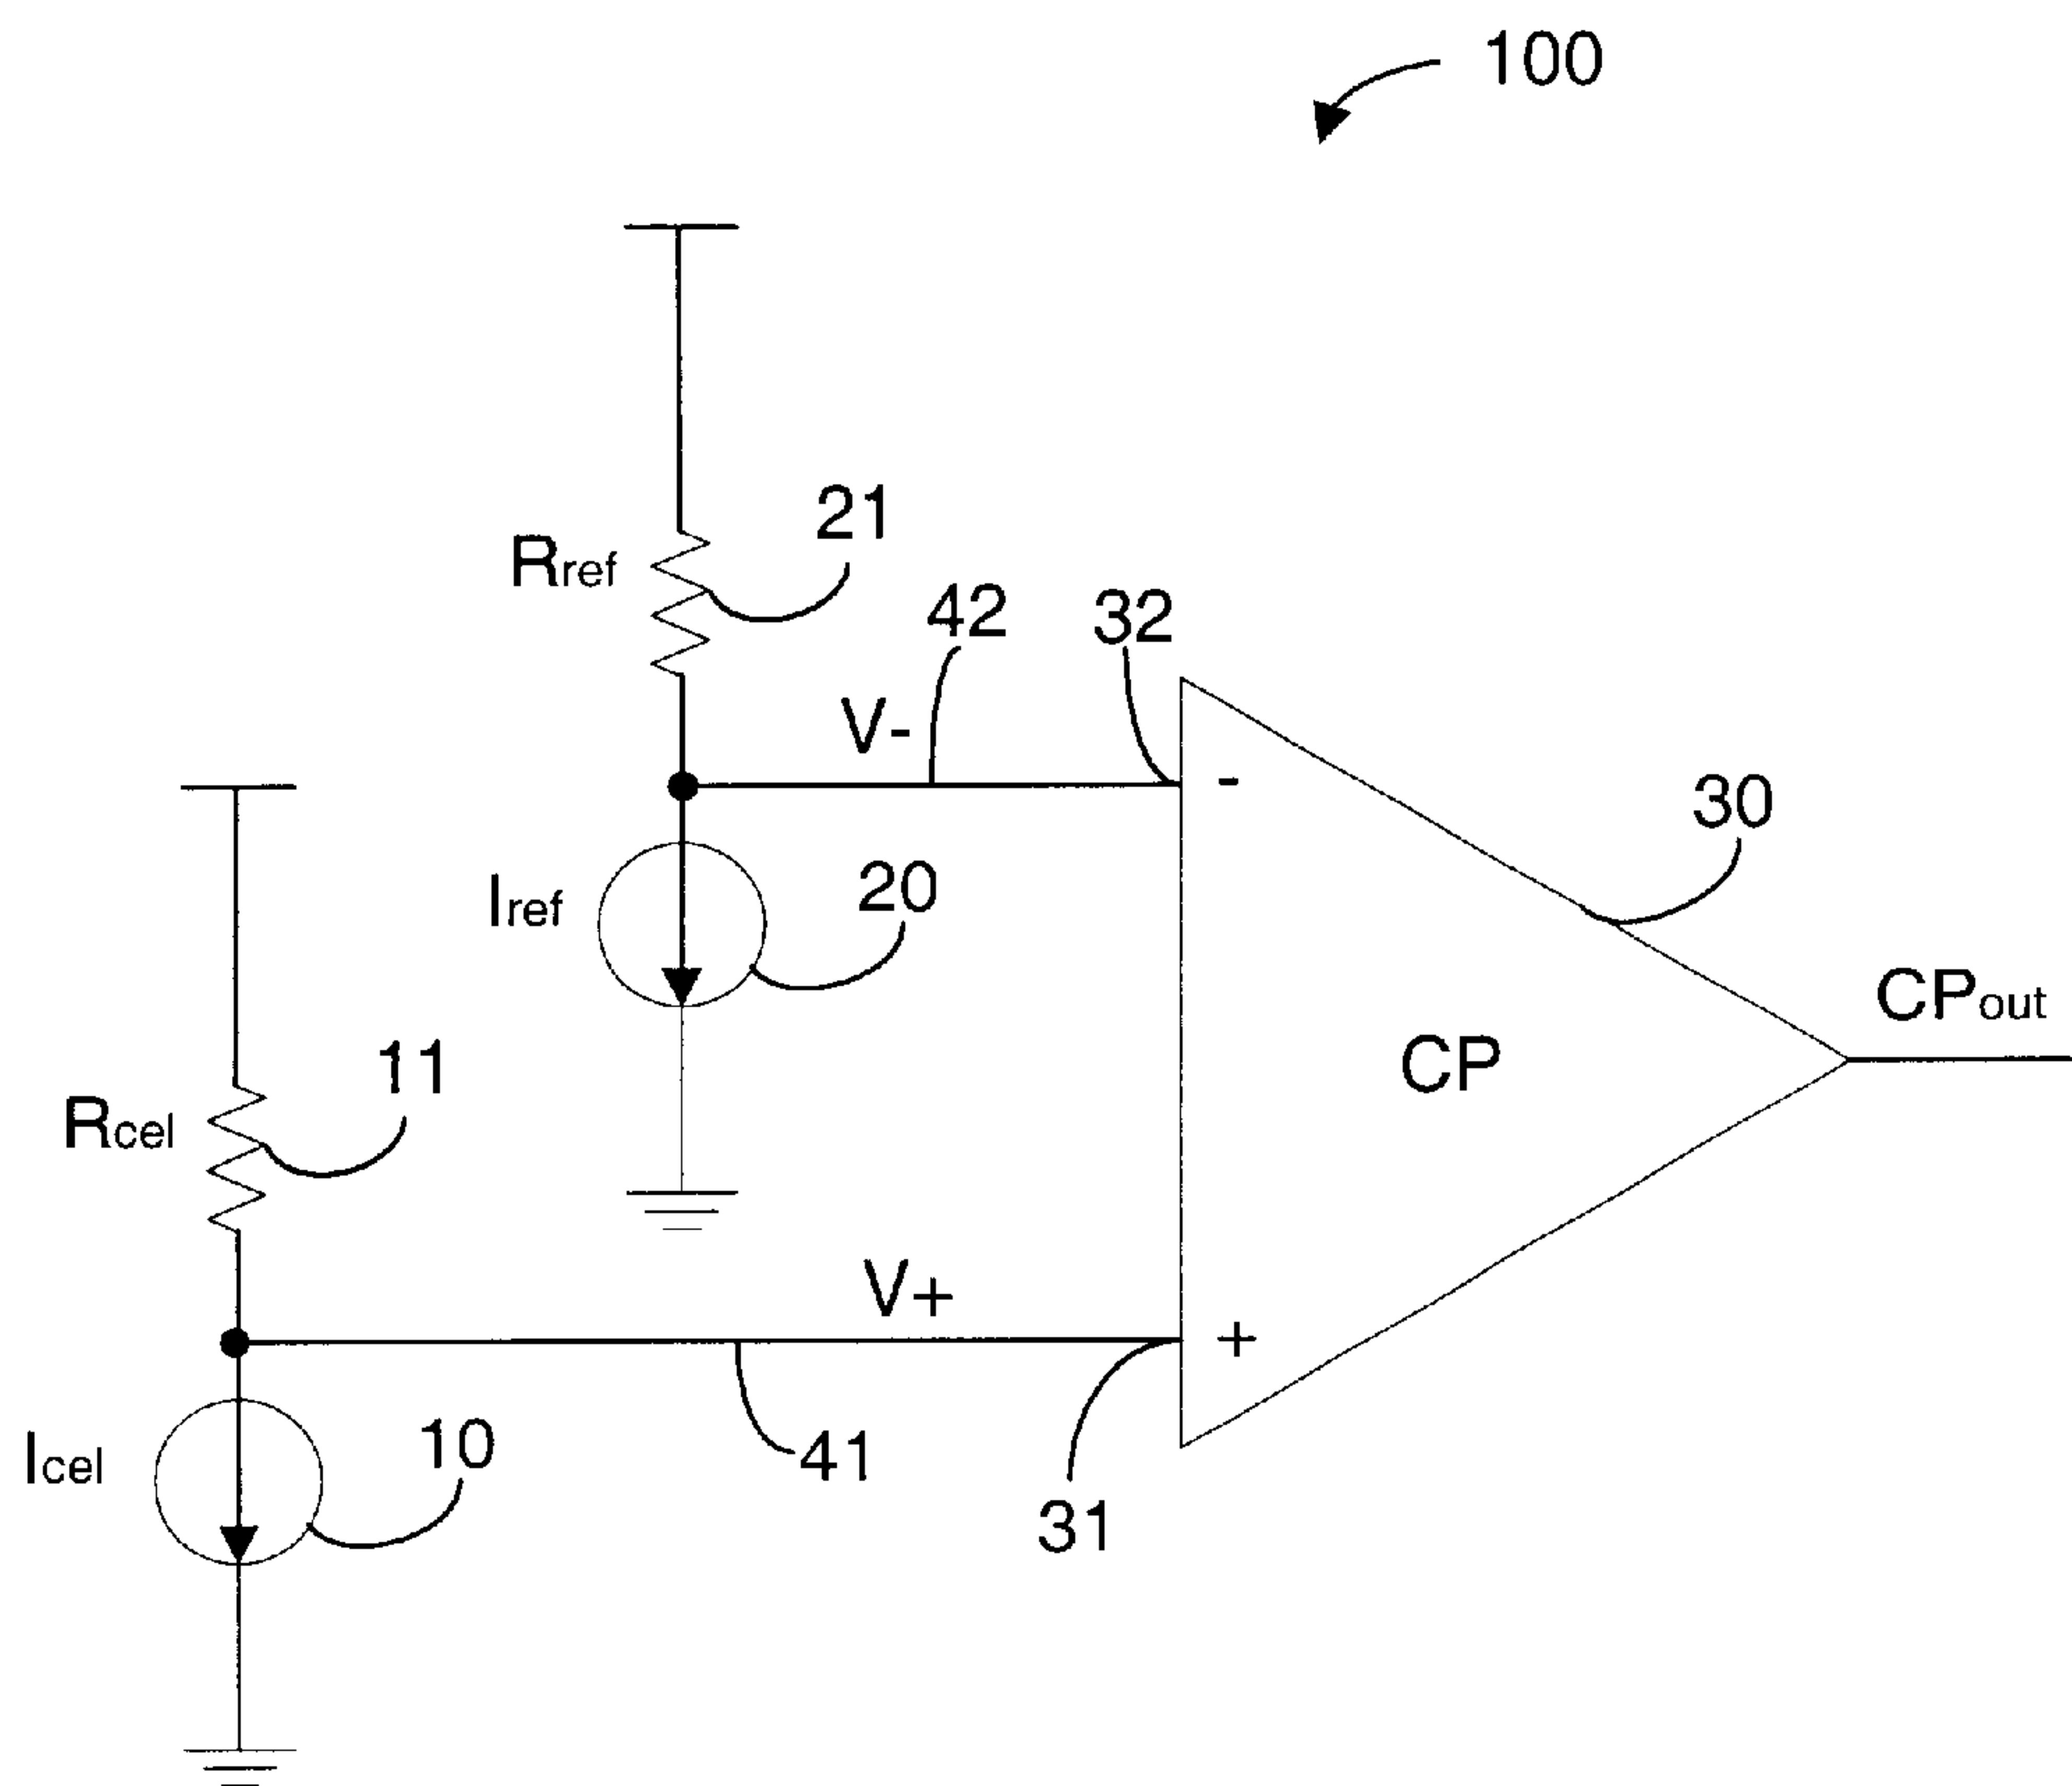 100
21
Rref
42
32
V-
-
30
20
Iref
CPout
11
CP
Rcel
V+
+
10
Icel
41
31